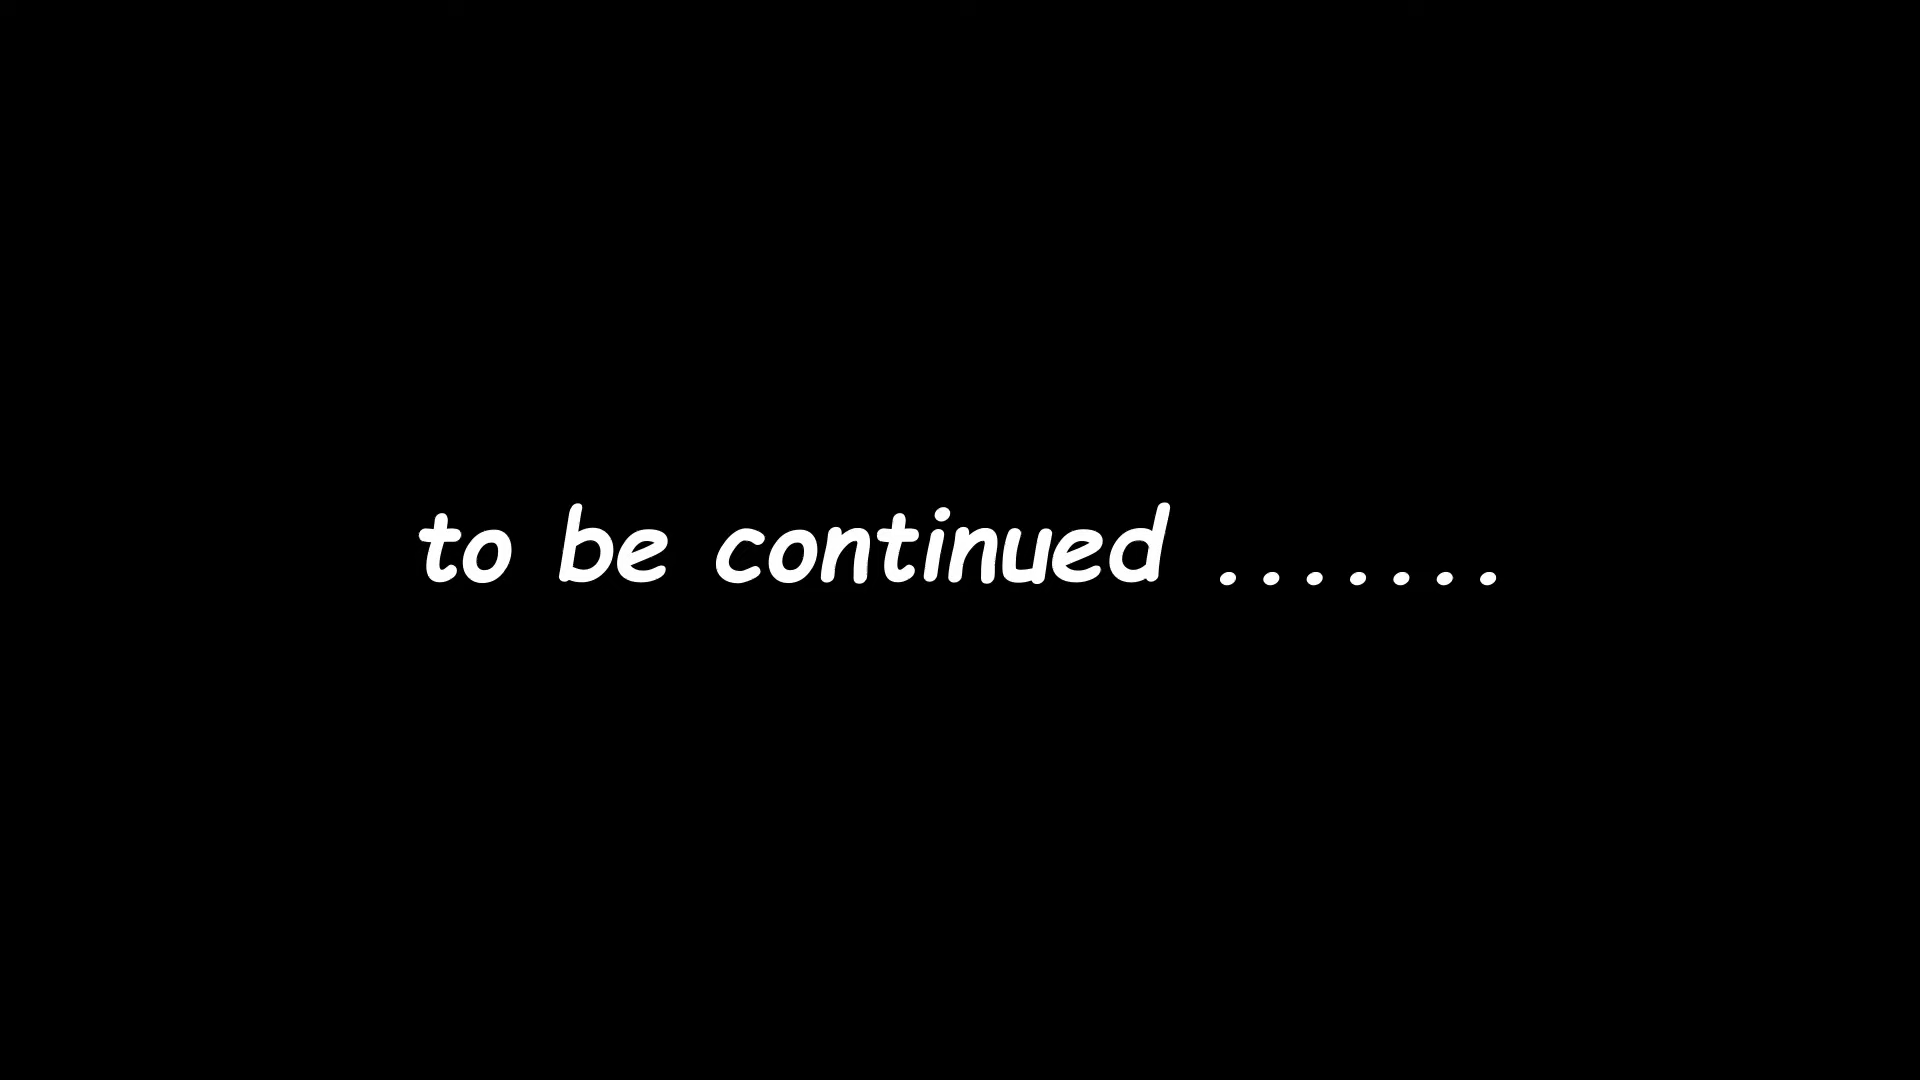 to be continued .......